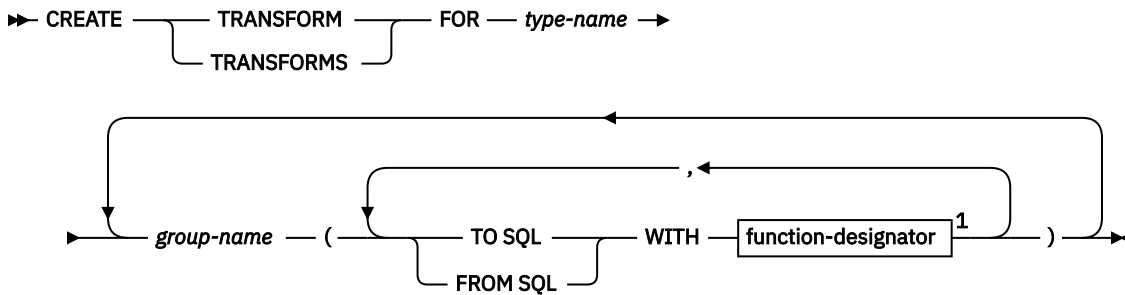 CREATE TRANSFORM FOR type-name
TRANSFORMS
,
group-name ( TO SQL WITH function-designator 1 )
FROM SQL